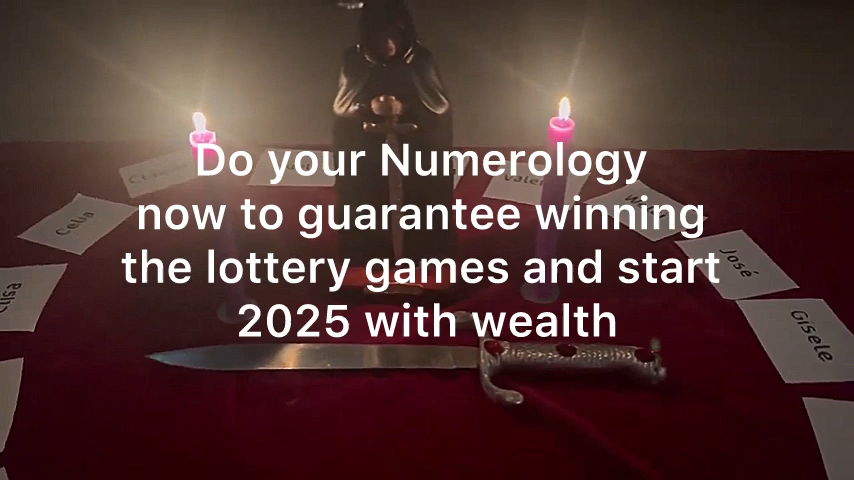 Do your Numerology
now to guarantee winning
the lottery games and start
2025 with wealth
Celia
José
Gisele